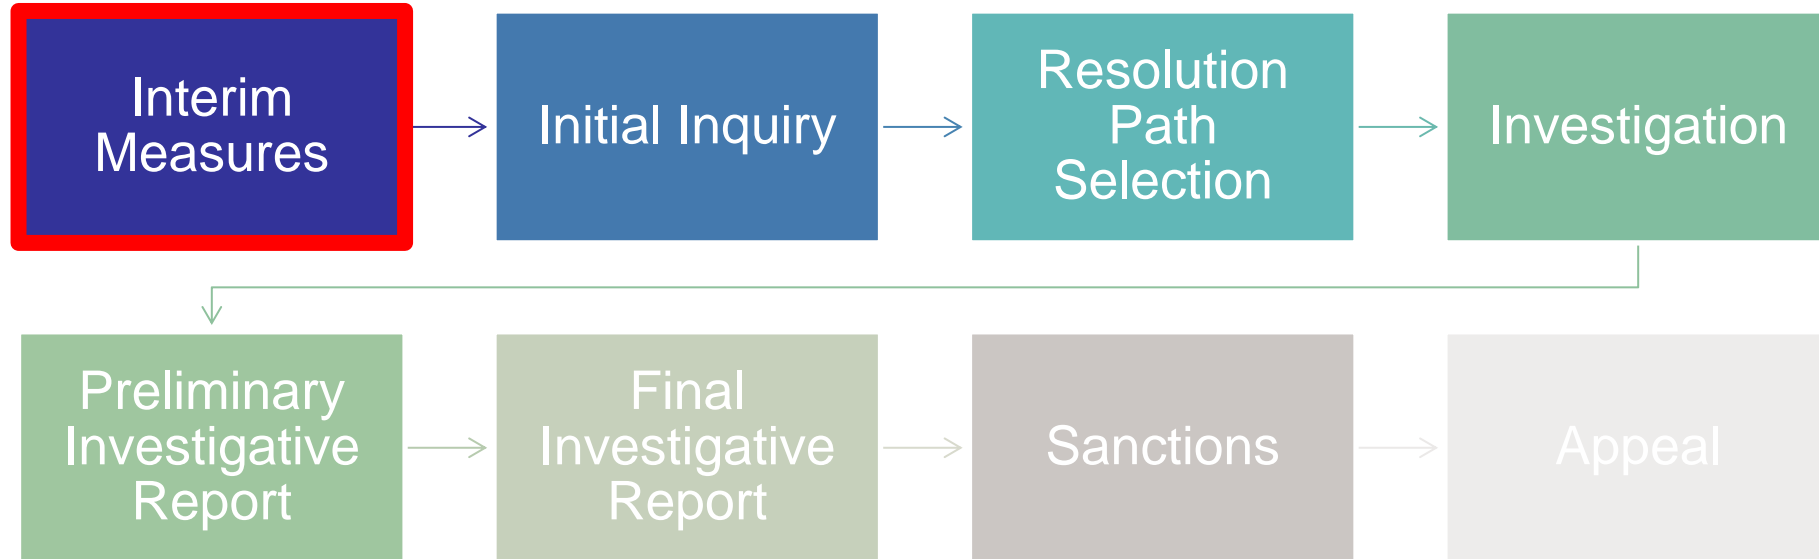 Interim
Measures
Initial Inquiry
Resolution
Path
Selection
Investigation
Preliminary
Investigative
Report
Final
Investigative
Report
Sanctions
Appeal